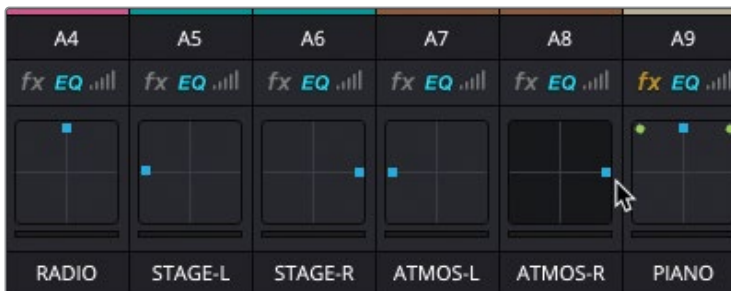 A4 A5 A6 A7 A8 A9
fx EQ fx EQ fx EQ fx EQ fx EQ fx EQ
RADIO STAGE-L STAGE-R ATMOS-L ATMOS-R PIANO